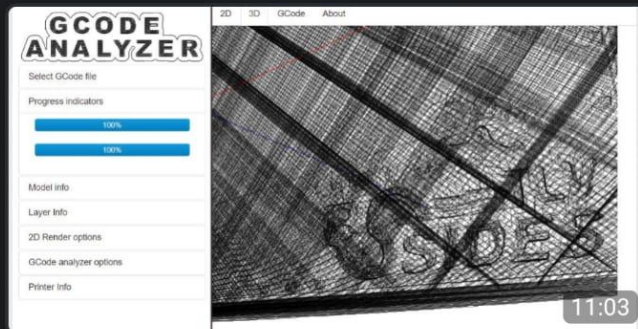 GCODE
ANALYZER
2D 3D GCode About
Select GCode file
Progress indicators
100%
100%
Model info
Layer Info
2D Render options
GCode analyzer options
Printer Info
SIDES
11:03